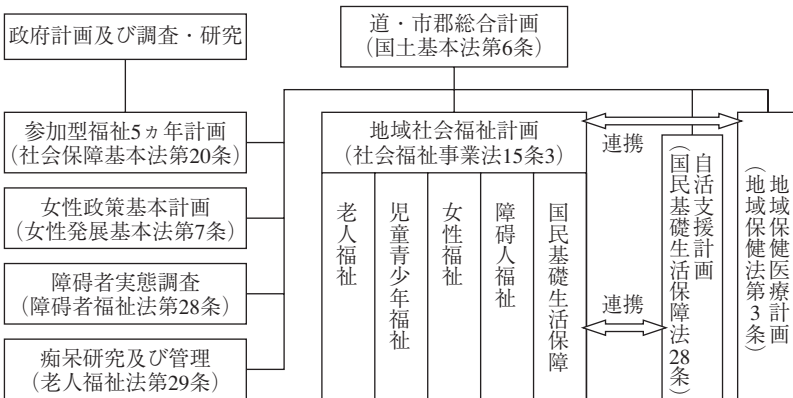 政府計画及び調査・研究
道・市郡総合計画
(国土基本法第6条)
参加型福祉5ヵ年計画
(社会保障基本法第20条)
女性政策基本計画
(女性発展基本法第7条)
障碍者実態調査
(障碍者福祉法第28条)
痴呆研究及び管理
(老人福祉法第29条)
地域社会福祉計画
(社会福祉事業法15条3)
老人福祉
児童青少年福祉
女性福祉
障碍人福祉
国民基礎生活保障
連携
連携
自活支援計画
(国民基礎生活保障法28条)
地域保健医療計画
(地域保健法第3条)